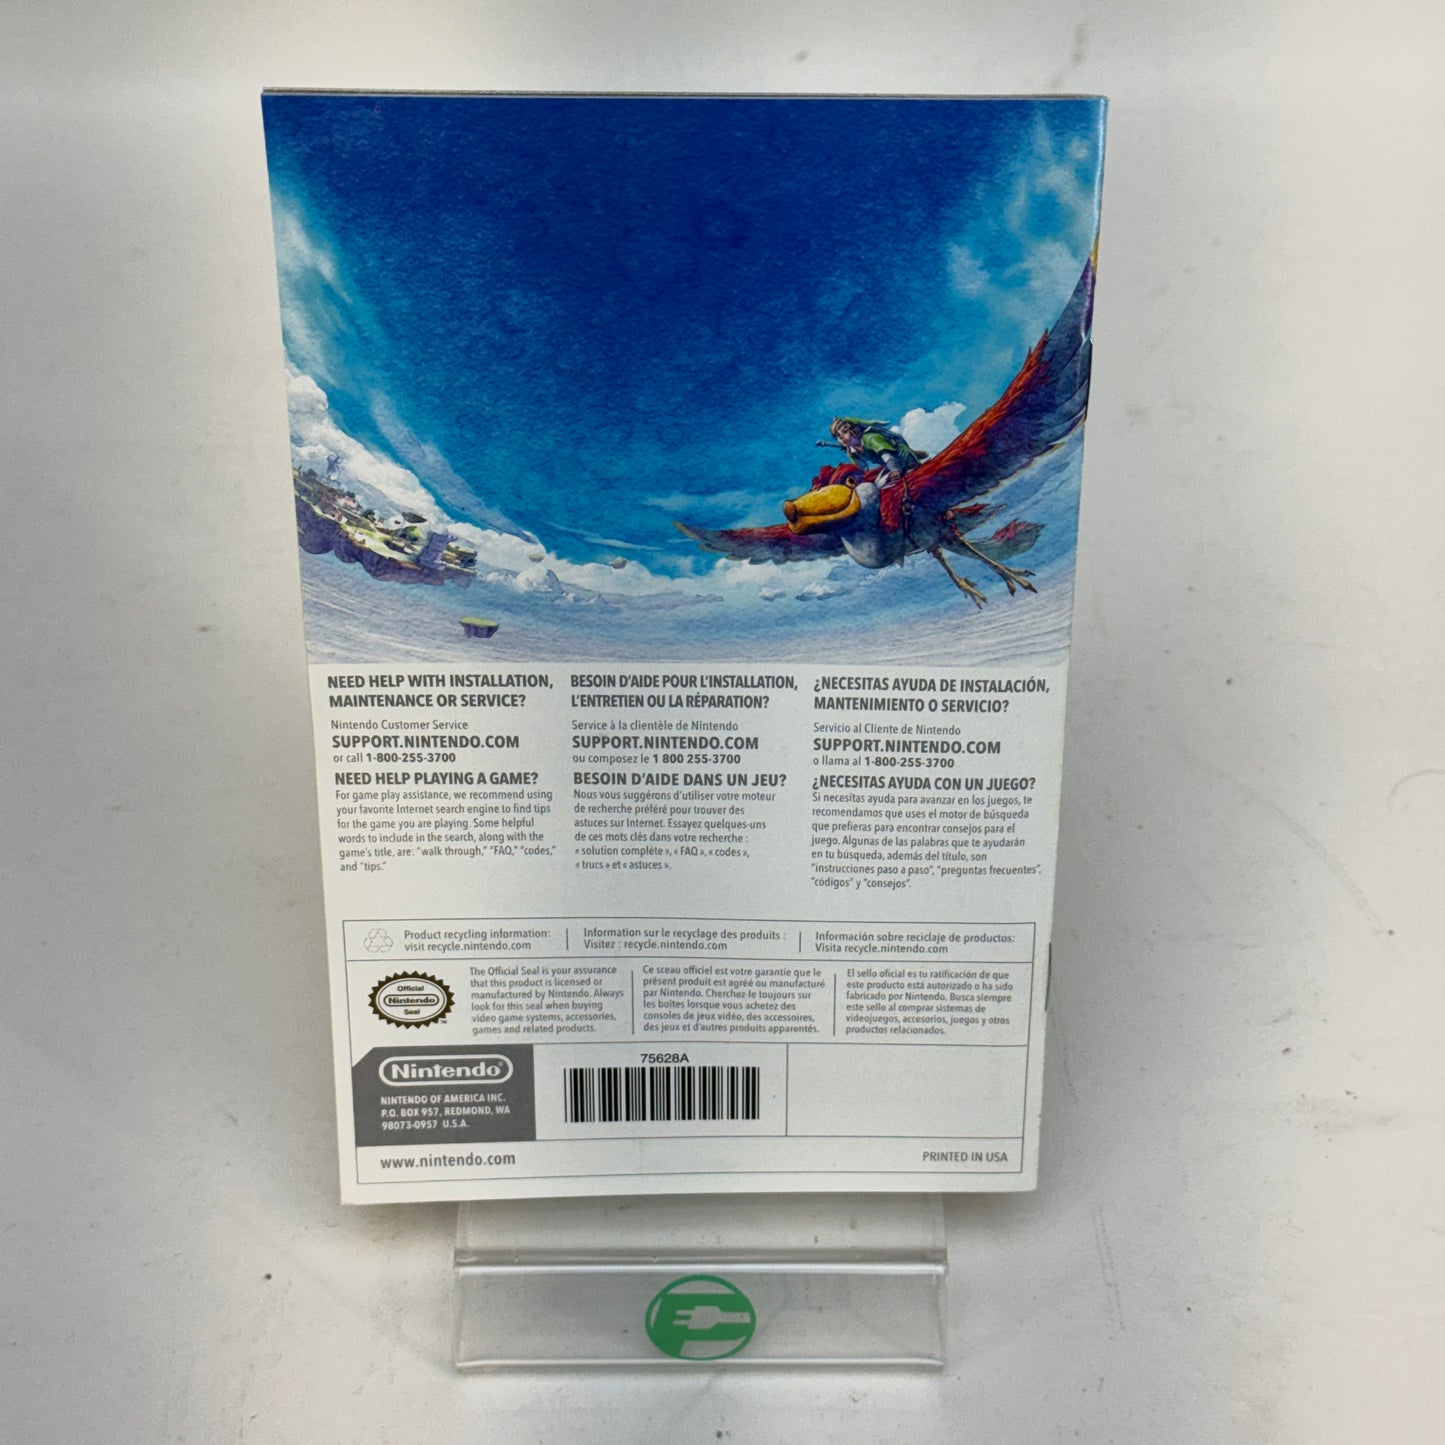 NEED HELP WITH INSTALLATION,
MAINTENANCE OR SERVICE?
Nintendo Customer Service
SUPPORT.NINTENDO.COM
or call 1-800-255-3700
NEED HELP PLAYING A GAME?
For game play assistance, we recommend using
your favorite Internet search engine to find tips
for the game you are playing. Some helpful
words to include in the search, along with the
game's title, are: "walk through," "FAQ," "codes,"
and "tips."
BESOIN D'AIDE POUR L'INSTALLATION,
L'ENTRETIEN OU LA RÉPARATION?
Service à la clientèle de Nintendo
SUPPORT.NINTENDO.COM
ou composez le 1 800 255-3700
BESOIN D'AIDE DANS UN JEU?
Nous vous suggérons d'utiliser votre moteur
de recherche préféré pour trouver des
astuces sur Internet. Essayez quelques-uns
de ces mots clés dans votre recherche :
« solution complète », « FAQ », « codes »,
« trucs » et « astuces ».
¿NECESITAS AYUDA DE INSTALACIÓN,
MANTENIMIENTO O SERVICIO?
Servicio al Cliente de Nintendo
SUPPORT.NINTENDO.COM
o llama al 1-800-255-3700
¿NECESITAS AYUDA CON UN JUEGO?
Si necesitas ayuda para avanzar en los juegos, te
recomendamos que uses el motor de búsqueda
que prefieras para encontrar consejos para el
juego. Algunas de las palabras que te ayudarán
en tu búsqueda, además del título, son
"instrucciones paso a paso", "preguntas frecuentes",
"códigos" y "consejos".
Product recycling information:
visit recycle.nintendo.com
Information sur le recyclage des produits :
Visitez : recycle.nintendo.com
Información sobre reciclaje de productos:
Visita recycle.nintendo.com
Official
Nintendo
Seal
TM
The Official Seal is your assurance
that this product is licensed or
manufactured by Nintendo. Always
look for this seal when buying
video game systems, accessories,
games and related products.
Ce sceau officiel est votre garantie que le
présent produit est agréé ou manufacturé
par Nintendo. Cherchez-le toujours sur
les boîtes lorsque vous achetez des
consoles de jeux vidéo, des accessoires,
des jeux et d'autres produits apparentés.
El sello oficial es tu ratificación de que
este producto está autorizado o ha sido
fabricado por Nintendo. Busca siempre
este sello al comprar sistemas de
videojuegos, accesorios, juegos y otros
productos relacionados.
Nintendo®
NINTENDO OF AMERICA INC.
P.O. BOX 957, REDMOND, WA
98073-0957 U.S.A.
75628A
www.nintendo.com
PRINTED IN USA